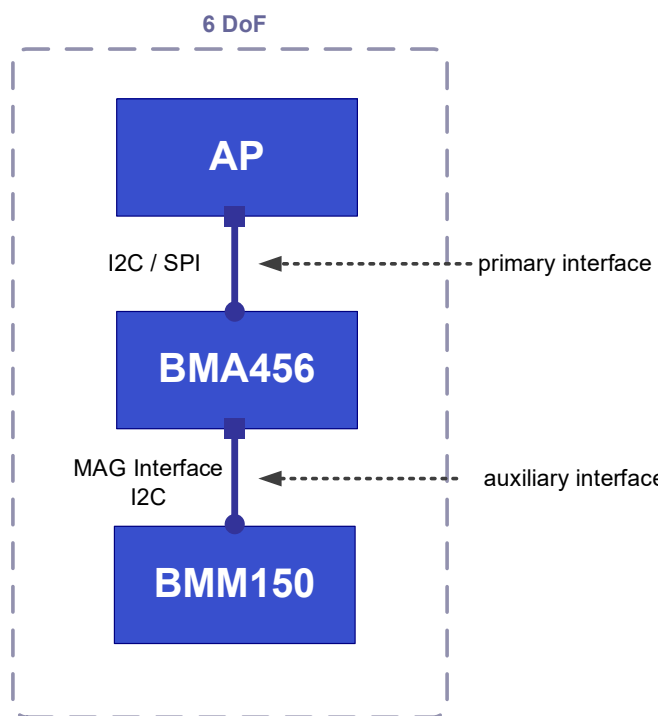 6 DoF
AP
I2C / SPI
primary interface
BMA456
MAG Interface
I2C
auxiliary interface
BMM150